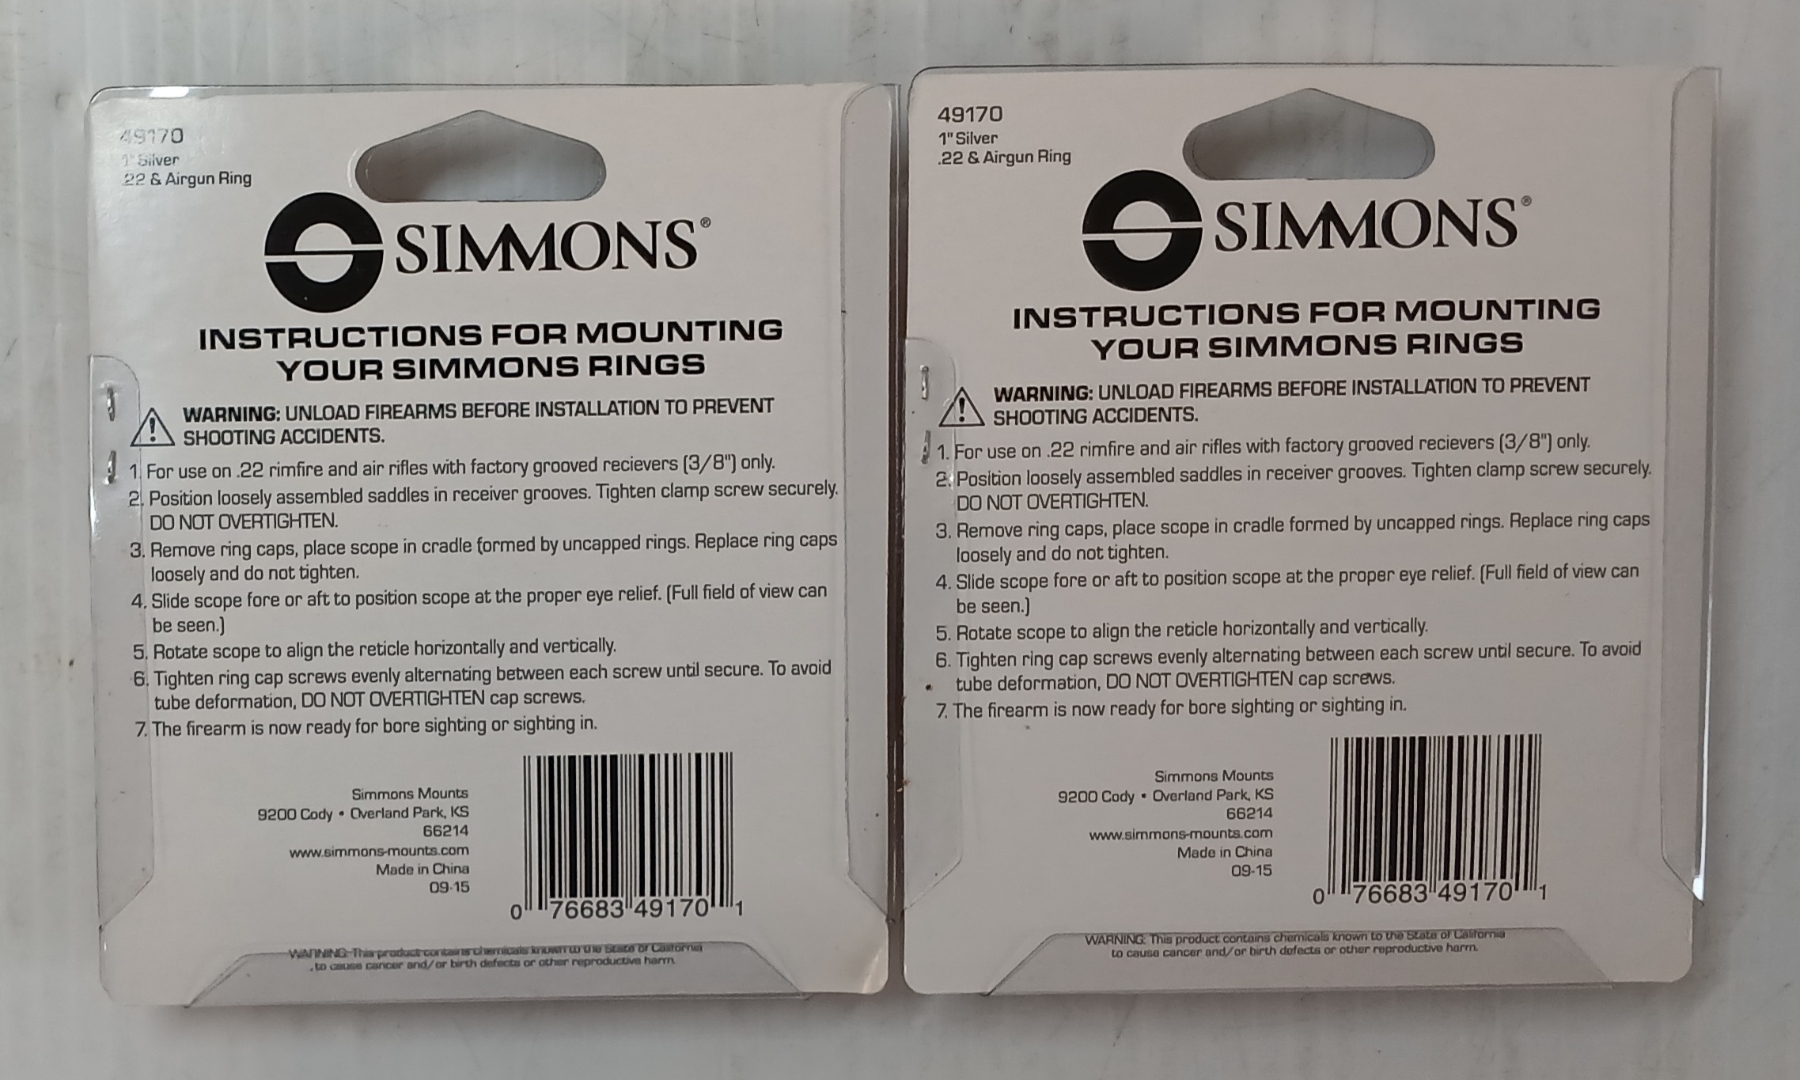 49170
1" Silver
.22 & Airgun Ring
SIMMONS®
INSTRUCTIONS FOR MOUNTING
YOUR SIMMONS RINGS
WARNING: UNLOAD FIREARMS BEFORE INSTALLATION TO PREVENT
SHOOTING ACCIDENTS.
1. For use on .22 rimfire and air rifles with factory grooved recievers (3/8") only.
2. Position loosely assembled saddles in receiver grooves. Tighten clamp screw securely.
DO NOT OVERTIGHTEN.
3. Remove ring caps, place scope in cradle formed by uncapped rings. Replace ring caps
loosely and do not tighten.
4. Slide scope fore or aft to position scope at the proper eye relief. (Full field of view can
be seen.)
5. Rotate scope to align the reticle horizontally and vertically.
6. Tighten ring cap screws evenly alternating between each screw until secure. To avoid
tube deformation, DO NOT OVERTIGHTEN cap screws.
7. The firearm is now ready for bore sighting or sighting in.
Simmons Mounts
9200 Cody • Overland Park, KS
66214
www.simmons-mounts.com
Made in China
09-15
0 76683 49170 1
WARNING: This product contains chemicals known to the State of California
to cause cancer and/or birth defects or other reproductive harm.
49170
1" Silver
.22 & Airgun Ring
SIMMONS®
INSTRUCTIONS FOR MOUNTING
YOUR SIMMONS RINGS
WARNING: UNLOAD FIREARMS BEFORE INSTALLATION TO PREVENT
SHOOTING ACCIDENTS.
1. For use on .22 rimfire and air rifles with factory grooved recievers (3/8") only.
2. Position loosely assembled saddles in receiver grooves. Tighten clamp screw securely.
DO NOT OVERTIGHTEN.
3. Remove ring caps, place scope in cradle formed by uncapped rings. Replace ring caps
loosely and do not tighten.
4. Slide scope fore or aft to position scope at the proper eye relief. (Full field of view can
be seen.)
5. Rotate scope to align the reticle horizontally and vertically.
6. Tighten ring cap screws evenly alternating between each screw until secure. To avoid
tube deformation, DO NOT OVERTIGHTEN cap screws.
7. The firearm is now ready for bore sighting or sighting in.
Simmons Mounts
9200 Cody • Overland Park, KS
66214
www.simmons-mounts.com
Made in China
09-15
0 76683 49170 1
WARNING: This product contains chemicals known to the State of California
to cause cancer and/or birth defects or other reproductive harm.